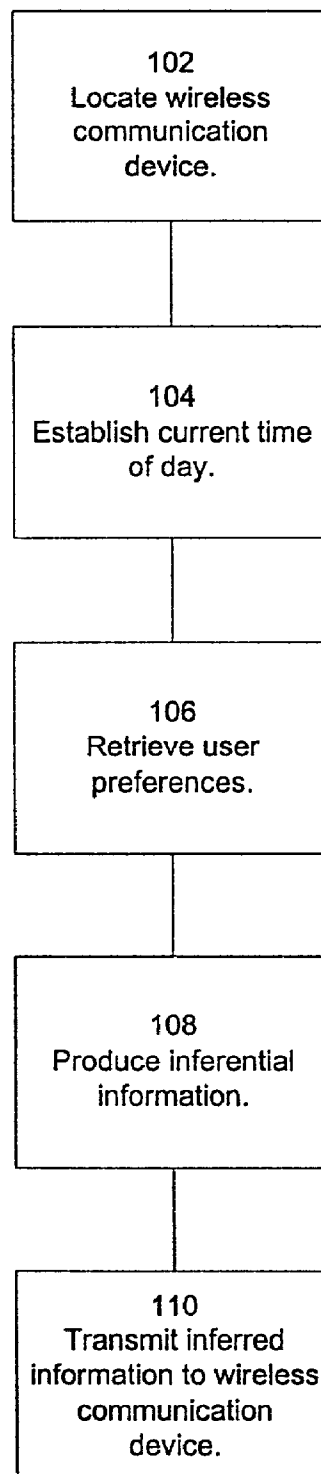 102
Locate wireless
communication
device.
104
Establish current time
of day.
106
Retrieve user
preferences.
108
Produce inferential
information.
110
Transmit inferred
information to wireless
communication
device.